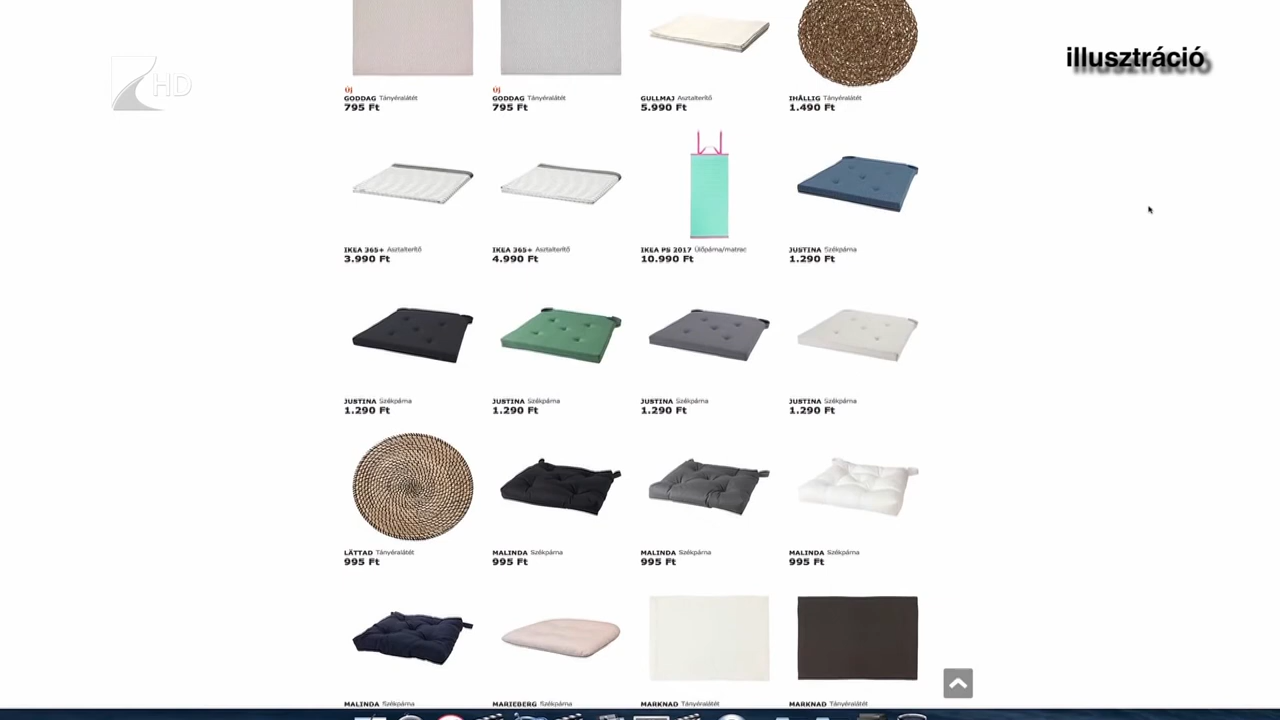 illusztráció
HD
Új
GODDAG Tányéralátét
795 Ft
Új
GODDAG Tányéralátét
795 Ft
GULLMAJ Asztalterítő
5.990 Ft
IHÄLLIG Tányéralátét
1.490 Ft
IKEA 365+ Asztalterítő
3.990 Ft
IKEA 365+ Asztalterítő
4.990 Ft
IKEA PS 2017 Ülőpárna/matrac
10.990 Ft
JUSTINA Székpárna
1.290 Ft
JUSTINA Székpárna
1.290 Ft
JUSTINA Székpárna
1.290 Ft
JUSTINA Székpárna
1.290 Ft
JUSTINA Székpárna
1.290 Ft
LÄTTAD Tányéralátét
995 Ft
MALINDA Székpárna
995 Ft
MALINDA Székpárna
995 Ft
MALINDA Székpárna
995 Ft
MALINDA Székpárna
MARIEBERG Székpárna
MARKNAD Tányéralátét
MARKNAD Tányéralátét